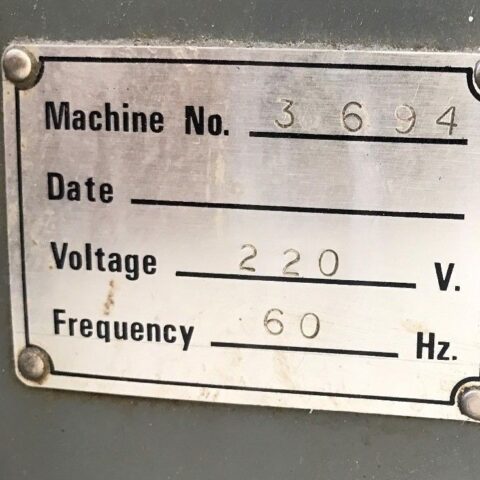 Machine No. 3694
Date
Voltage 220 V.
Frequency 60 Hz.